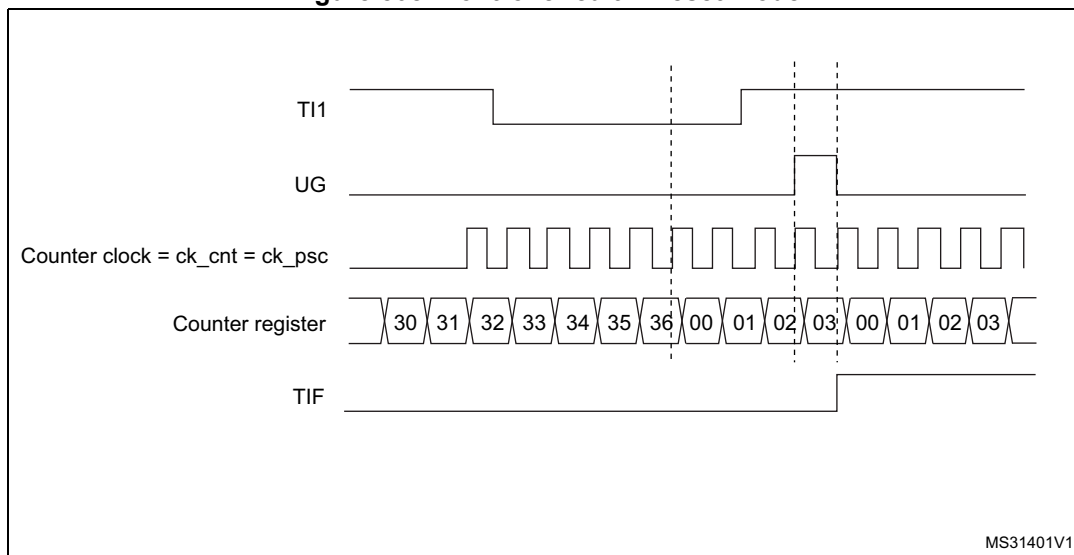 TI1
UG
Counter clock = ck_cnt = ck_psc
Counter register
30 31 32 33 34 35 36 00 01 02 03 00 01 02 03
TIF
MS31401V1